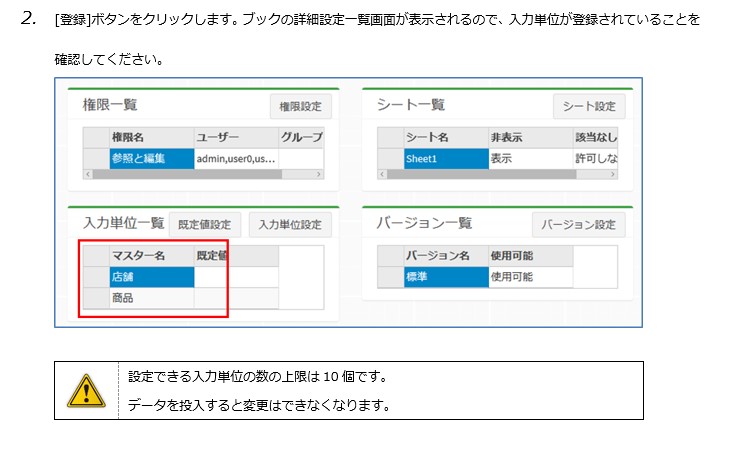 2. [登録]ボタンをクリックします。ブックの詳細設定一覧画面が表示されるので、入力単位が登録されていることを
確認してください。
権限一覧 権限設定
権限名 ユーザー グループ
参照と編集 admin,user0,us...
シート一覧 シート設定
シート名 非表示 該当なし
Sheet1 表示 許可しな
入力単位一覧 既定値設定 入力単位設定
マスター名 既定値
店舗
商品
バージョン一覧 バージョン設定
バージョン名 使用可能
標準 使用可能
設定できる入力単位の数の上限は 10 個です。
データを投入すると変更はできなくなります。